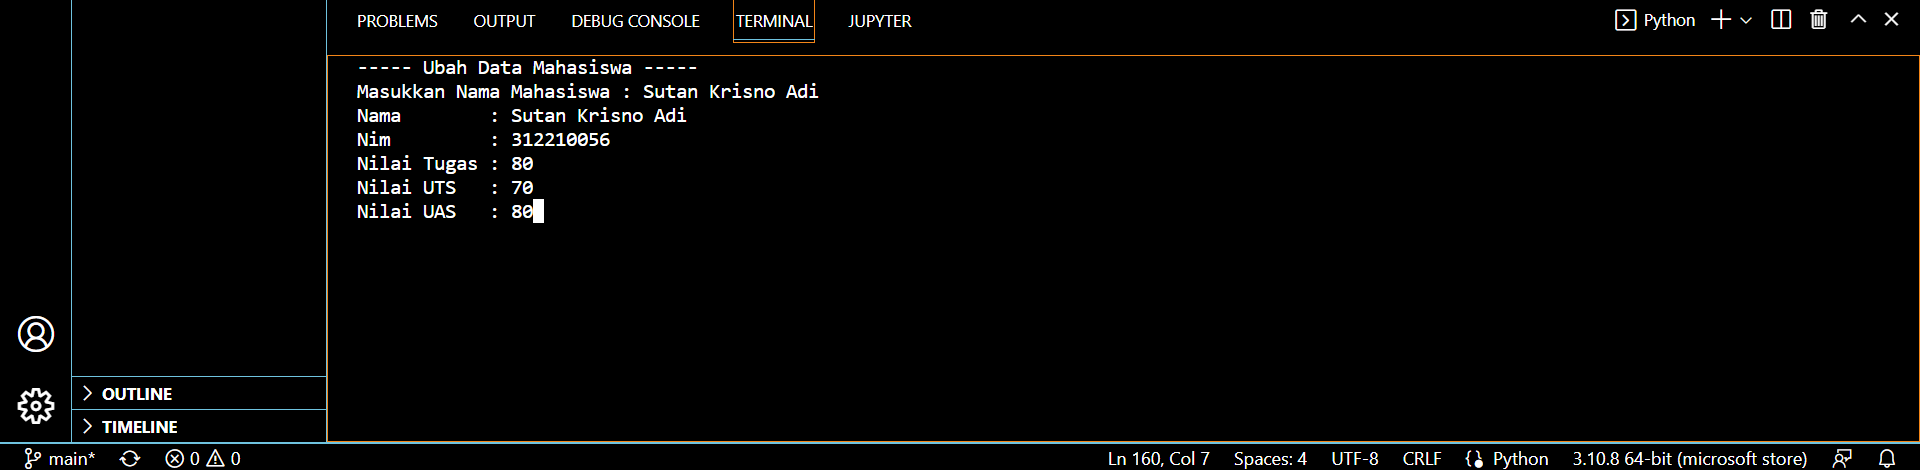 PROBLEMS OUTPUT DEBUG CONSOLE TERMINAL JUPYTER Python
----- Ubah Data Mahasiswa -----
Masukkan Nama Mahasiswa : Sutan Krisno Adi
Nama        : Sutan Krisno Adi
Nim         : 312210056
Nilai Tugas : 80
Nilai UTS   : 70
Nilai UAS   : 80
OUTLINE
TIMELINE
main* 0 0 Ln 160, Col 7 Spaces: 4 UTF-8 CRLF Python 3.10.8 64-bit (microsoft store)